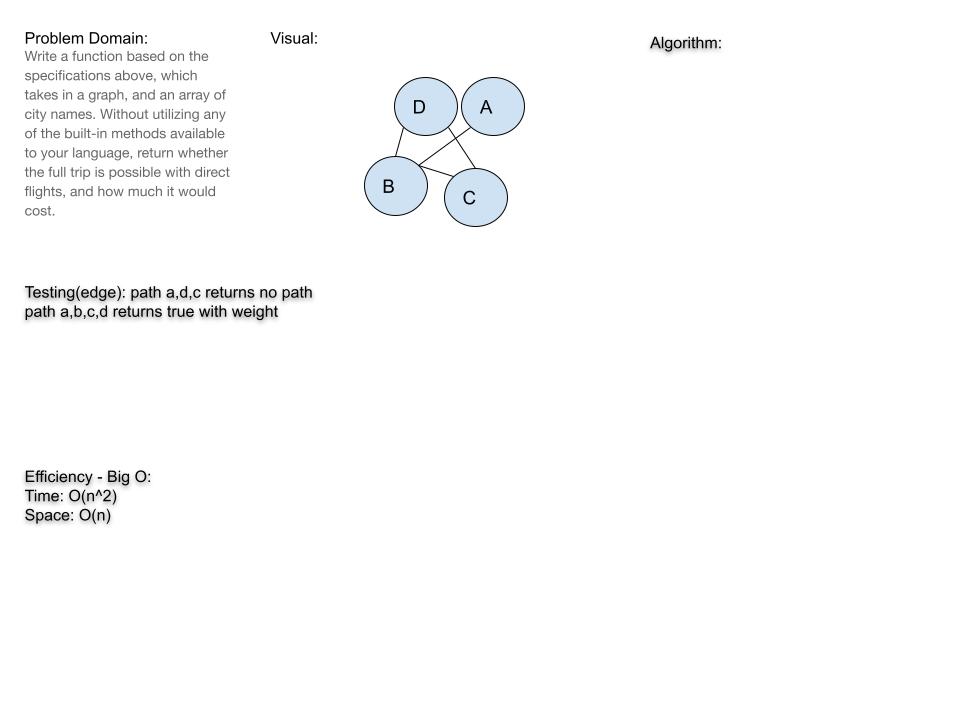 Problem Domain:
Write a function based on the
specifications above, which
takes in a graph, and an array of
city names. Without utilizing any
of the built-in methods available
to your language, return whether
the full trip is possible with direct
flights, and how much it would
cost.
Visual:
D
A
B
C
Algorithm:
Testing(edge): path a,d,c returns no path
path a,b,c,d returns true with weight
Efficiency - Big O:
Time: O(n^2)
Space: O(n)